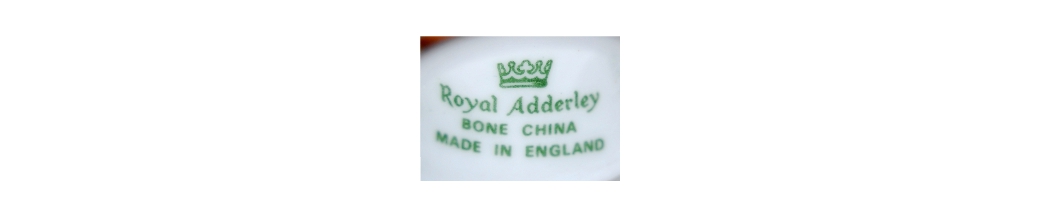 Royal Adderley
BONE CHINA
MADE IN ENGLAND